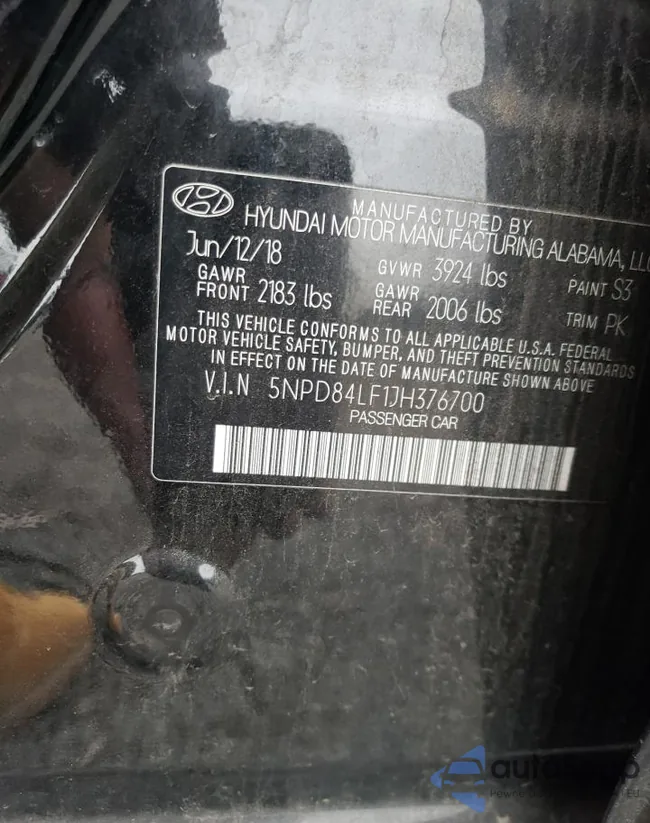 MANUFACTURED BY
HYUNDAI MOTOR MANUFACTURING ALABAMA, LLC
Jun/12/18
GVWR 3924 lbs
PAINT S3
GAWR
FRONT 2183 lbs
GAWR
REAR 2006 lbs
TRIM PK
THIS VEHICLE CONFORMS TO ALL APPLICABLE U.S.A. FEDERAL
MOTOR VEHICLE SAFETY, BUMPER, AND THEFT PREVENTION STANDARDS
IN EFFECT ON THE DATE OF MANUFACTURE SHOWN ABOVE
V.I.N 5NPD84LF1JH376700
PASSENGER CAR